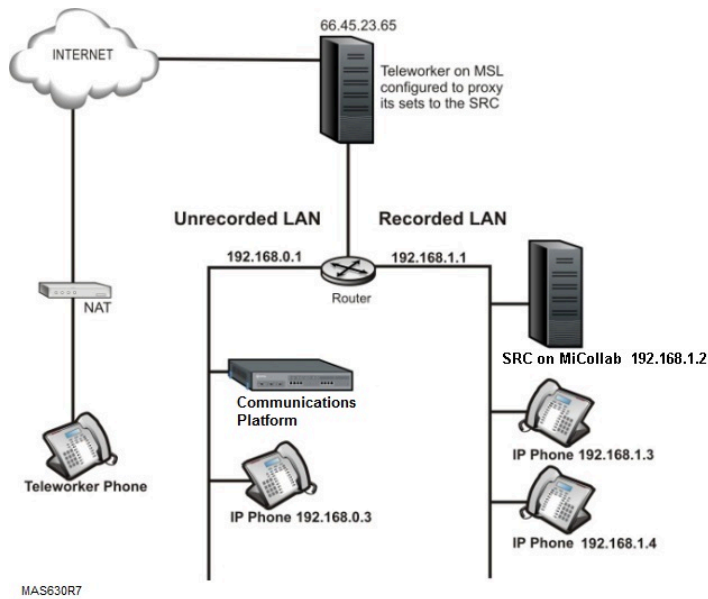 66.45.23.65
INTERNET
Teleworker on MSL
configured to proxy
its sets to the SRC
Unrecorded LAN
Recorded LAN
192.168.0.1
192.168.1.1
Router
NAT
SRC on MiCollab 192.168.1.2
Communications
Platform
IP Phone 192.168.1.3
Teleworker Phone
IP Phone 192.168.0.3
IP Phone 192.168.1.4
MAS630R7